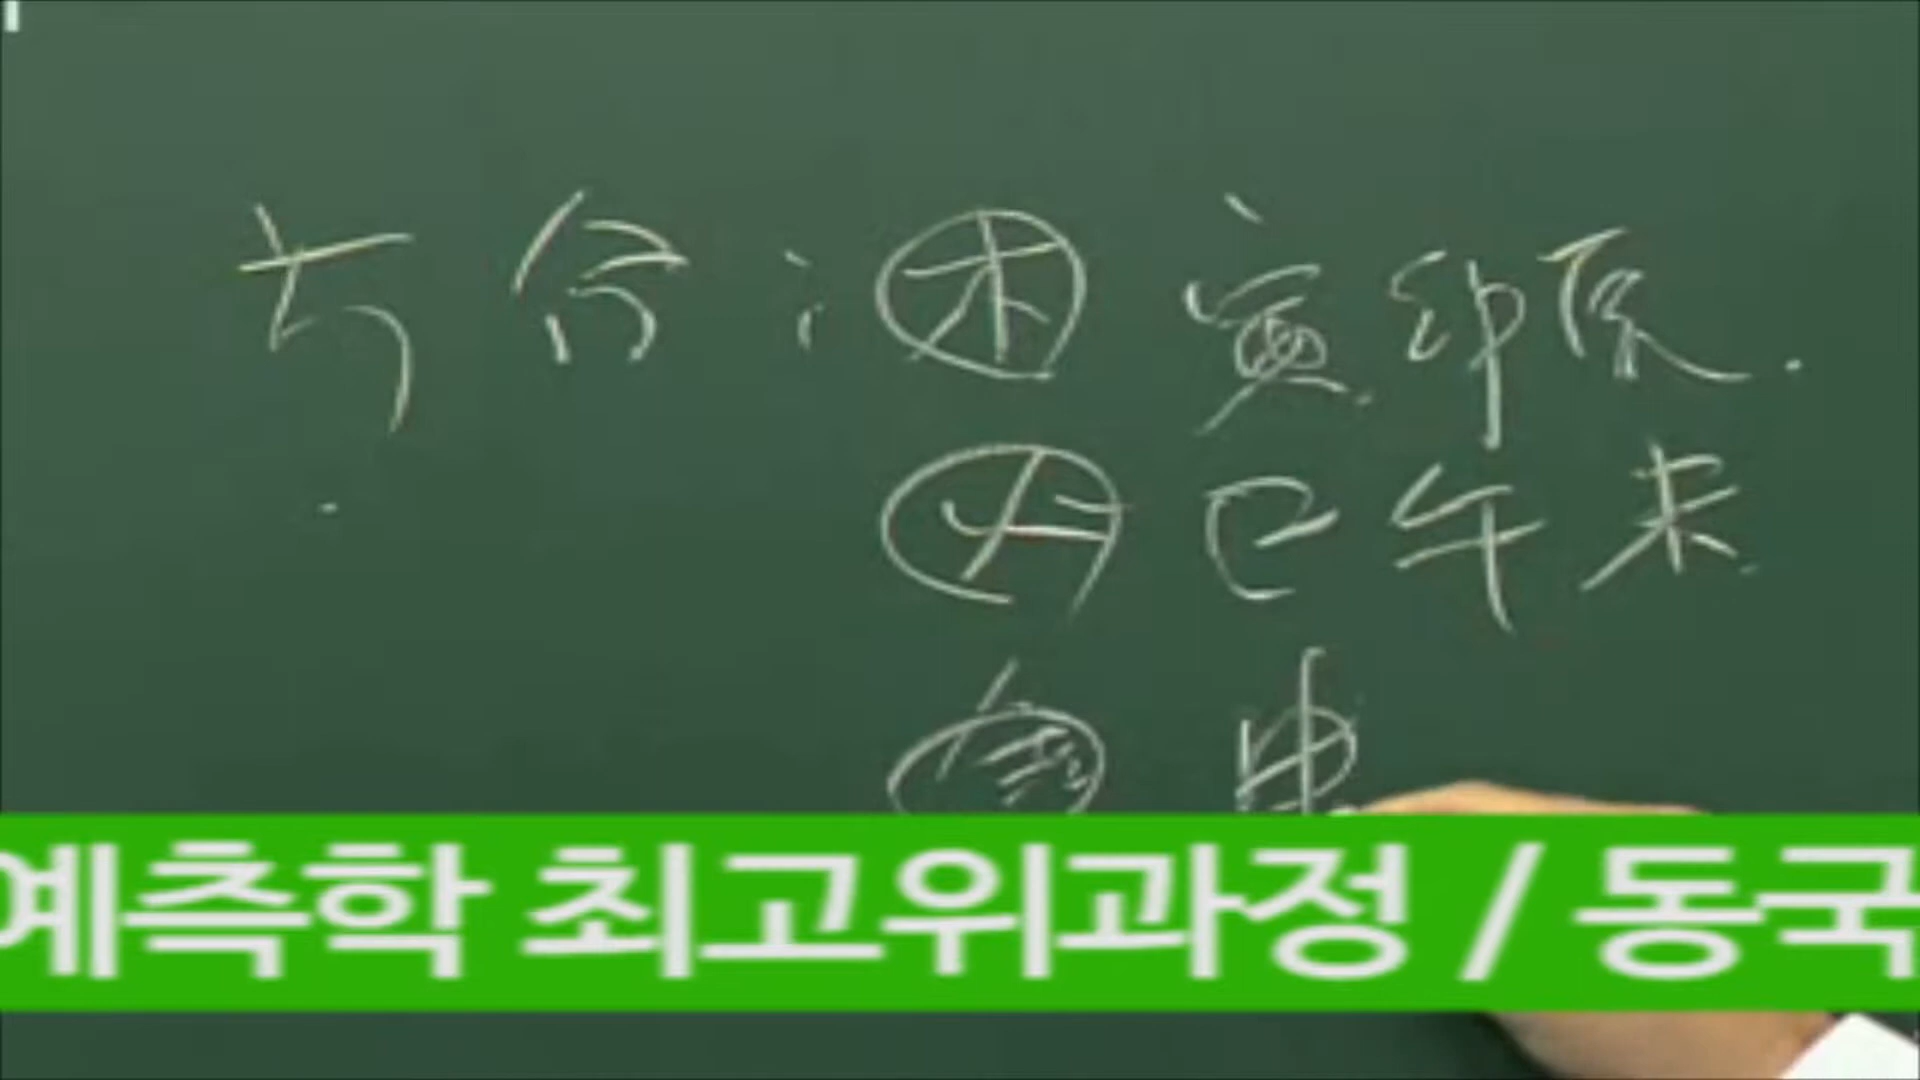 方合 : 木 寅卯辰.
火 巳午未.
金 申
예측학 최고위과정 / 동국